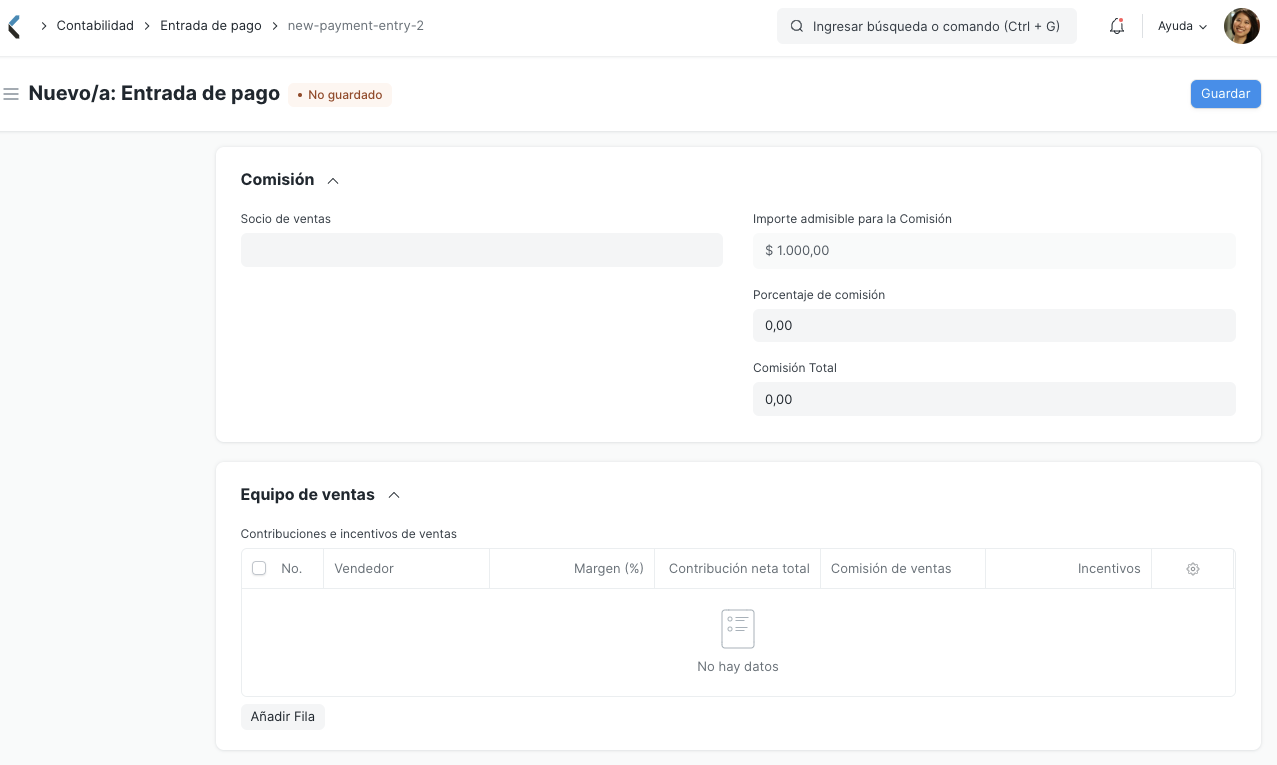 Contabilidad
Entrada de pago
new-payment-entry-2
Ingresar búsqueda o comando (Ctrl + G)
Ayuda
Nuevo/a: Entrada de pago
• No guardado
Guardar
Comisión
Socio de ventas
Importe admisible para la Comisión
$ 1.000,00
Porcentaje de comisión
0,00
Comisión Total
0,00
Equipo de ventas
Contribuciones e incentivos de ventas
No.
Vendedor
Margen (%)
Contribución neta total
Comisión de ventas
Incentivos
No hay datos
Añadir Fila